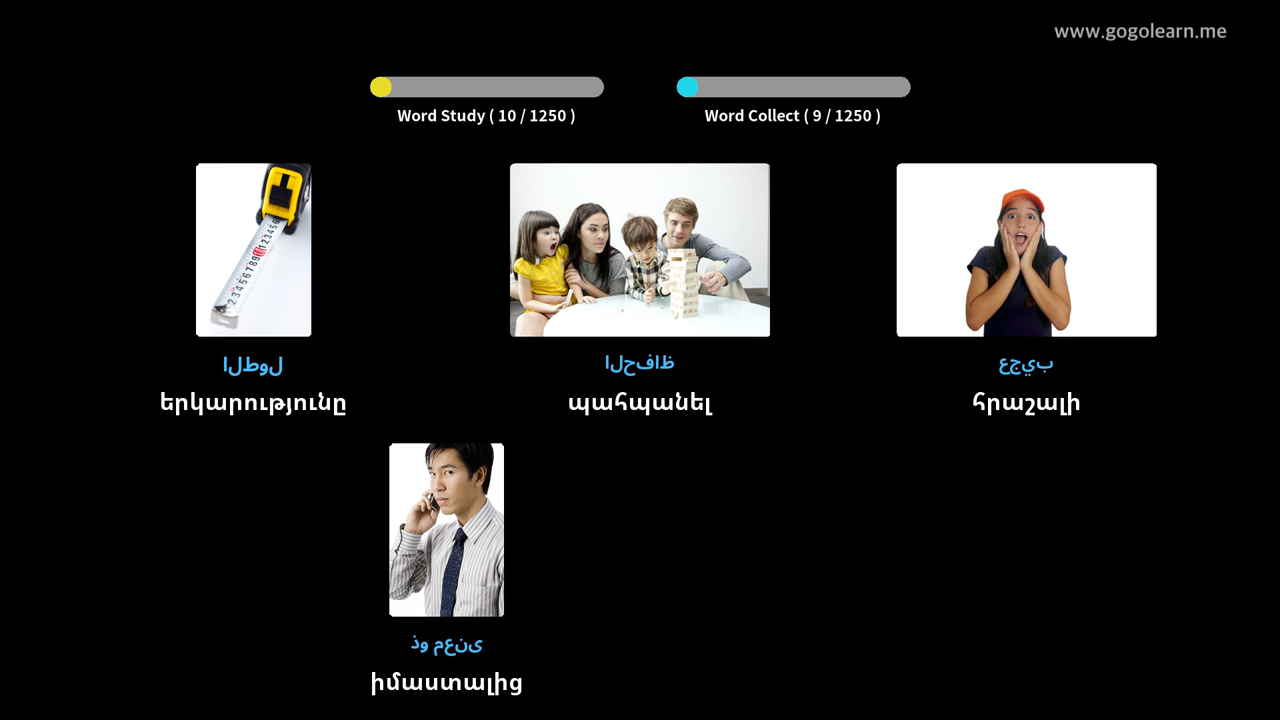 www.gogolearn.me
Word Study ( 10 / 1250 )
Word Collect ( 9 / 1250 )
الطول
երկարությունը
الحفاظ
պահպանել
عجيب
հրաշալի
ذو معنى
իմաստալից